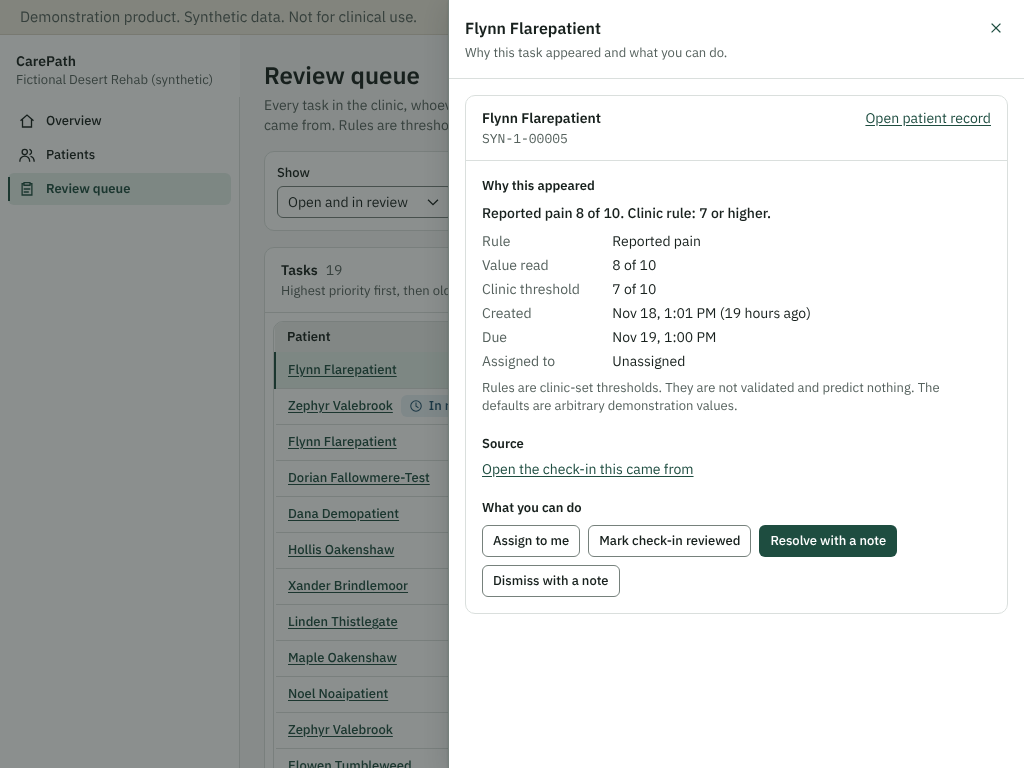 Demonstration product. Synthetic data. Not for clinical use.
CarePath
Fictional Desert Rehab (synthetic)
Overview
Patients
Review queue
Review queue
Every task in the clinic,
came from. Rules are
Show
Open and in review
Tasks 19
Highest priority first, then
Patient
Flynn Flarepatient
Zephyr Valebrook
In
Flynn Flarepatient
Dorian Fallowmere-Test
Dana Demopatient
Hollis Oakenshaw
Xander Brindlemoor
Linden Thistlegate
Maple Oakenshaw
Noel Noaipatient
Zephyr Valebrook
Flowen Tumbleweed
Flynn Flarepatient
Why this task appeared and what you can do.
Flynn Flarepatient
Open patient record
SYN-1-00005
Why this appeared
Reported pain 8 of 10. Clinic rule: 7 or higher.
Rule Reported pain
Value read 8 of 10
Clinic threshold 7 of 10
Created Nov 18, 1:01 PM (19 hours ago)
Due Nov 19, 1:00 PM
Assigned to Unassigned
Rules are clinic-set thresholds. They are not validated and predict nothing. The
defaults are arbitrary demonstration values.
Source
Open the check-in this came from
What you can do
Assign to me
Mark check-in reviewed
Resolve with a note
Dismiss with a note